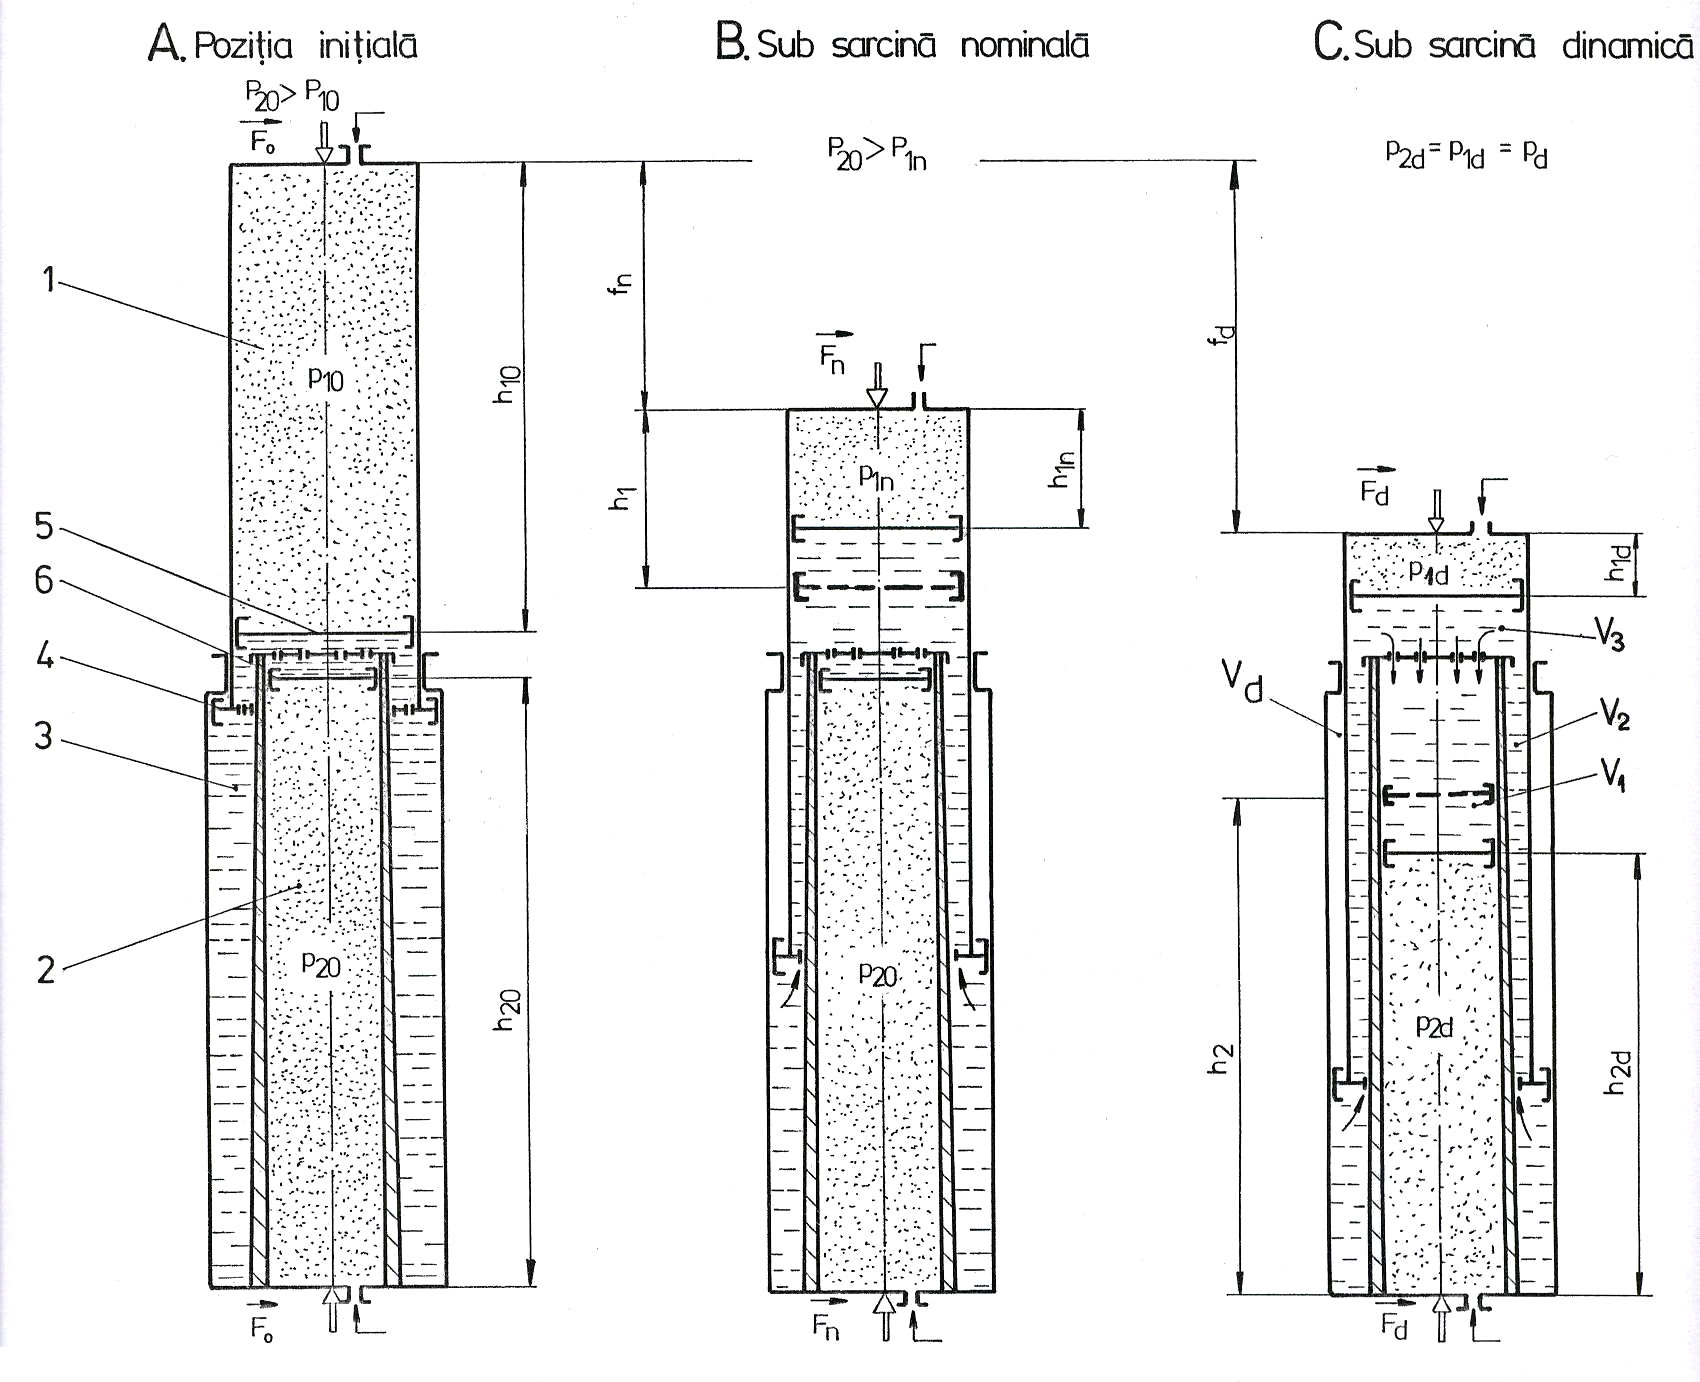 A. Poziția inițială
P20 > P10
F0
1
P10
h10
5
6
4
3
2
P20
h20
F0
B. Sub sarcină nominală
P20 > P1n
fn
Fn
h1
P1n
h1n
P20
Fn
C. Sub sarcină dinamică
P2d = P1d = Pd
fd
Fd
P1d
h1d
V3
Vd
V2
V1
P2d
h2
h2d
Fd